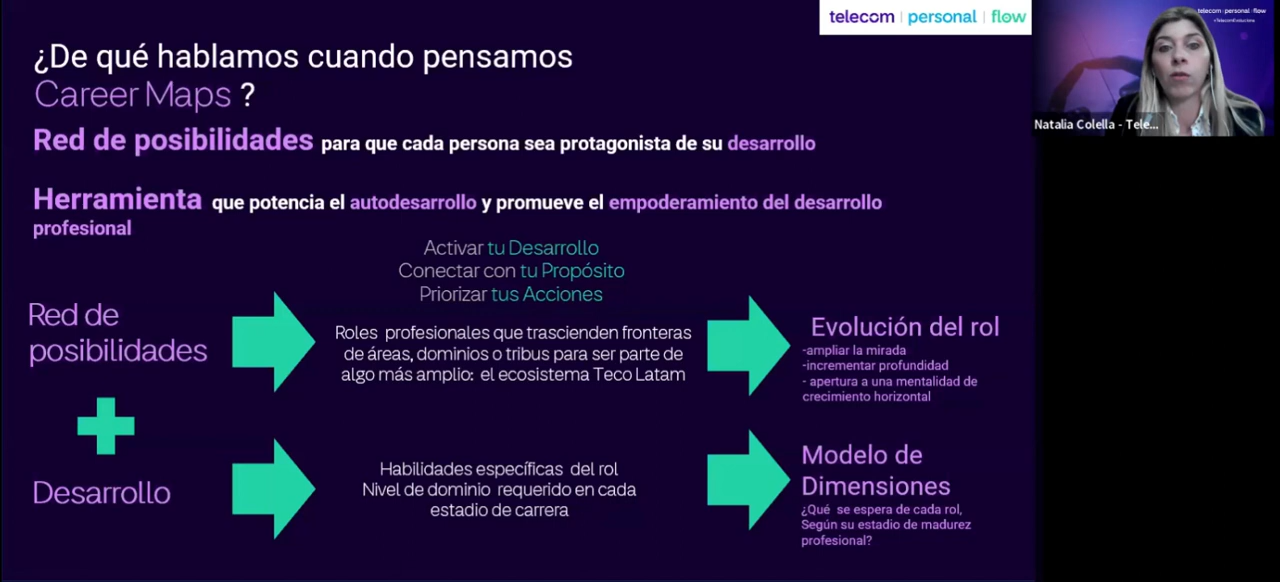 telecom | personal | flow
¿De qué hablamos cuando pensamos
Career Maps ?
Red de posibilidades para que cada persona sea protagonista de su desarrollo
Herramienta que potencia el autodesarrollo y promueve el empoderamiento del desarrollo
profesional
Activar tu Desarrollo
Conectar con tu Propósito
Priorizar tus Acciones
Red de
posibilidades
Roles profesionales que trascienden fronteras
de áreas, dominios o tribus para ser parte de
algo más amplio: el ecosistema Teco Latam
Evolución del rol
-ampliar la mirada
-incrementar profundidad
- apertura a una mentalidad de
crecimiento horizontal
Desarrollo
Habilidades específicas del rol
Nivel de dominio requerido en cada
estadio de carrera
Modelo de
Dimensiones
¿Qué se espera de cada rol,
Según su estadio de madurez
profesional?
telecom | personal | flow
#TelecomEvoluciona
Natalia Colella - Tele...